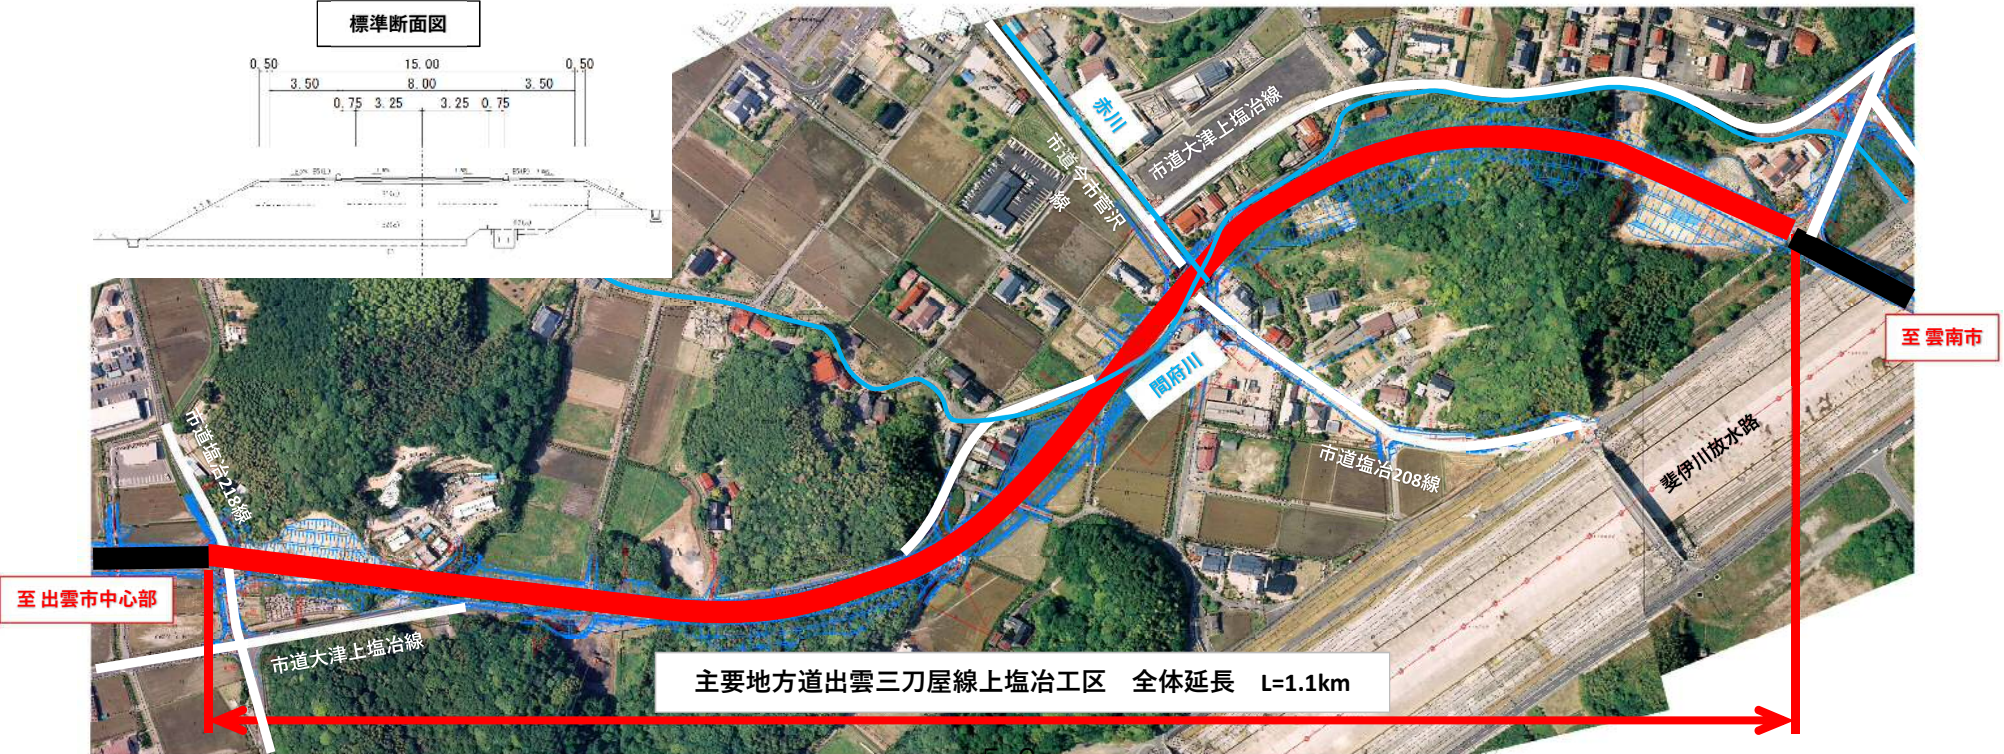 標準断面図
0.50 15.00 0.50
3.50 8.00 3.50
0.75 3.25 3.25 0.75
赤川
市道大津上塩冶線
市道今市菅沢線
間府川
至 雲南市
市道塩冶218線
市道塩冶208線
斐伊川放水路
至 出雲市中心部
市道大津上塩冶線
主要地方道出雲三刀屋線上塩冶工区 全体延長 L=1.1km